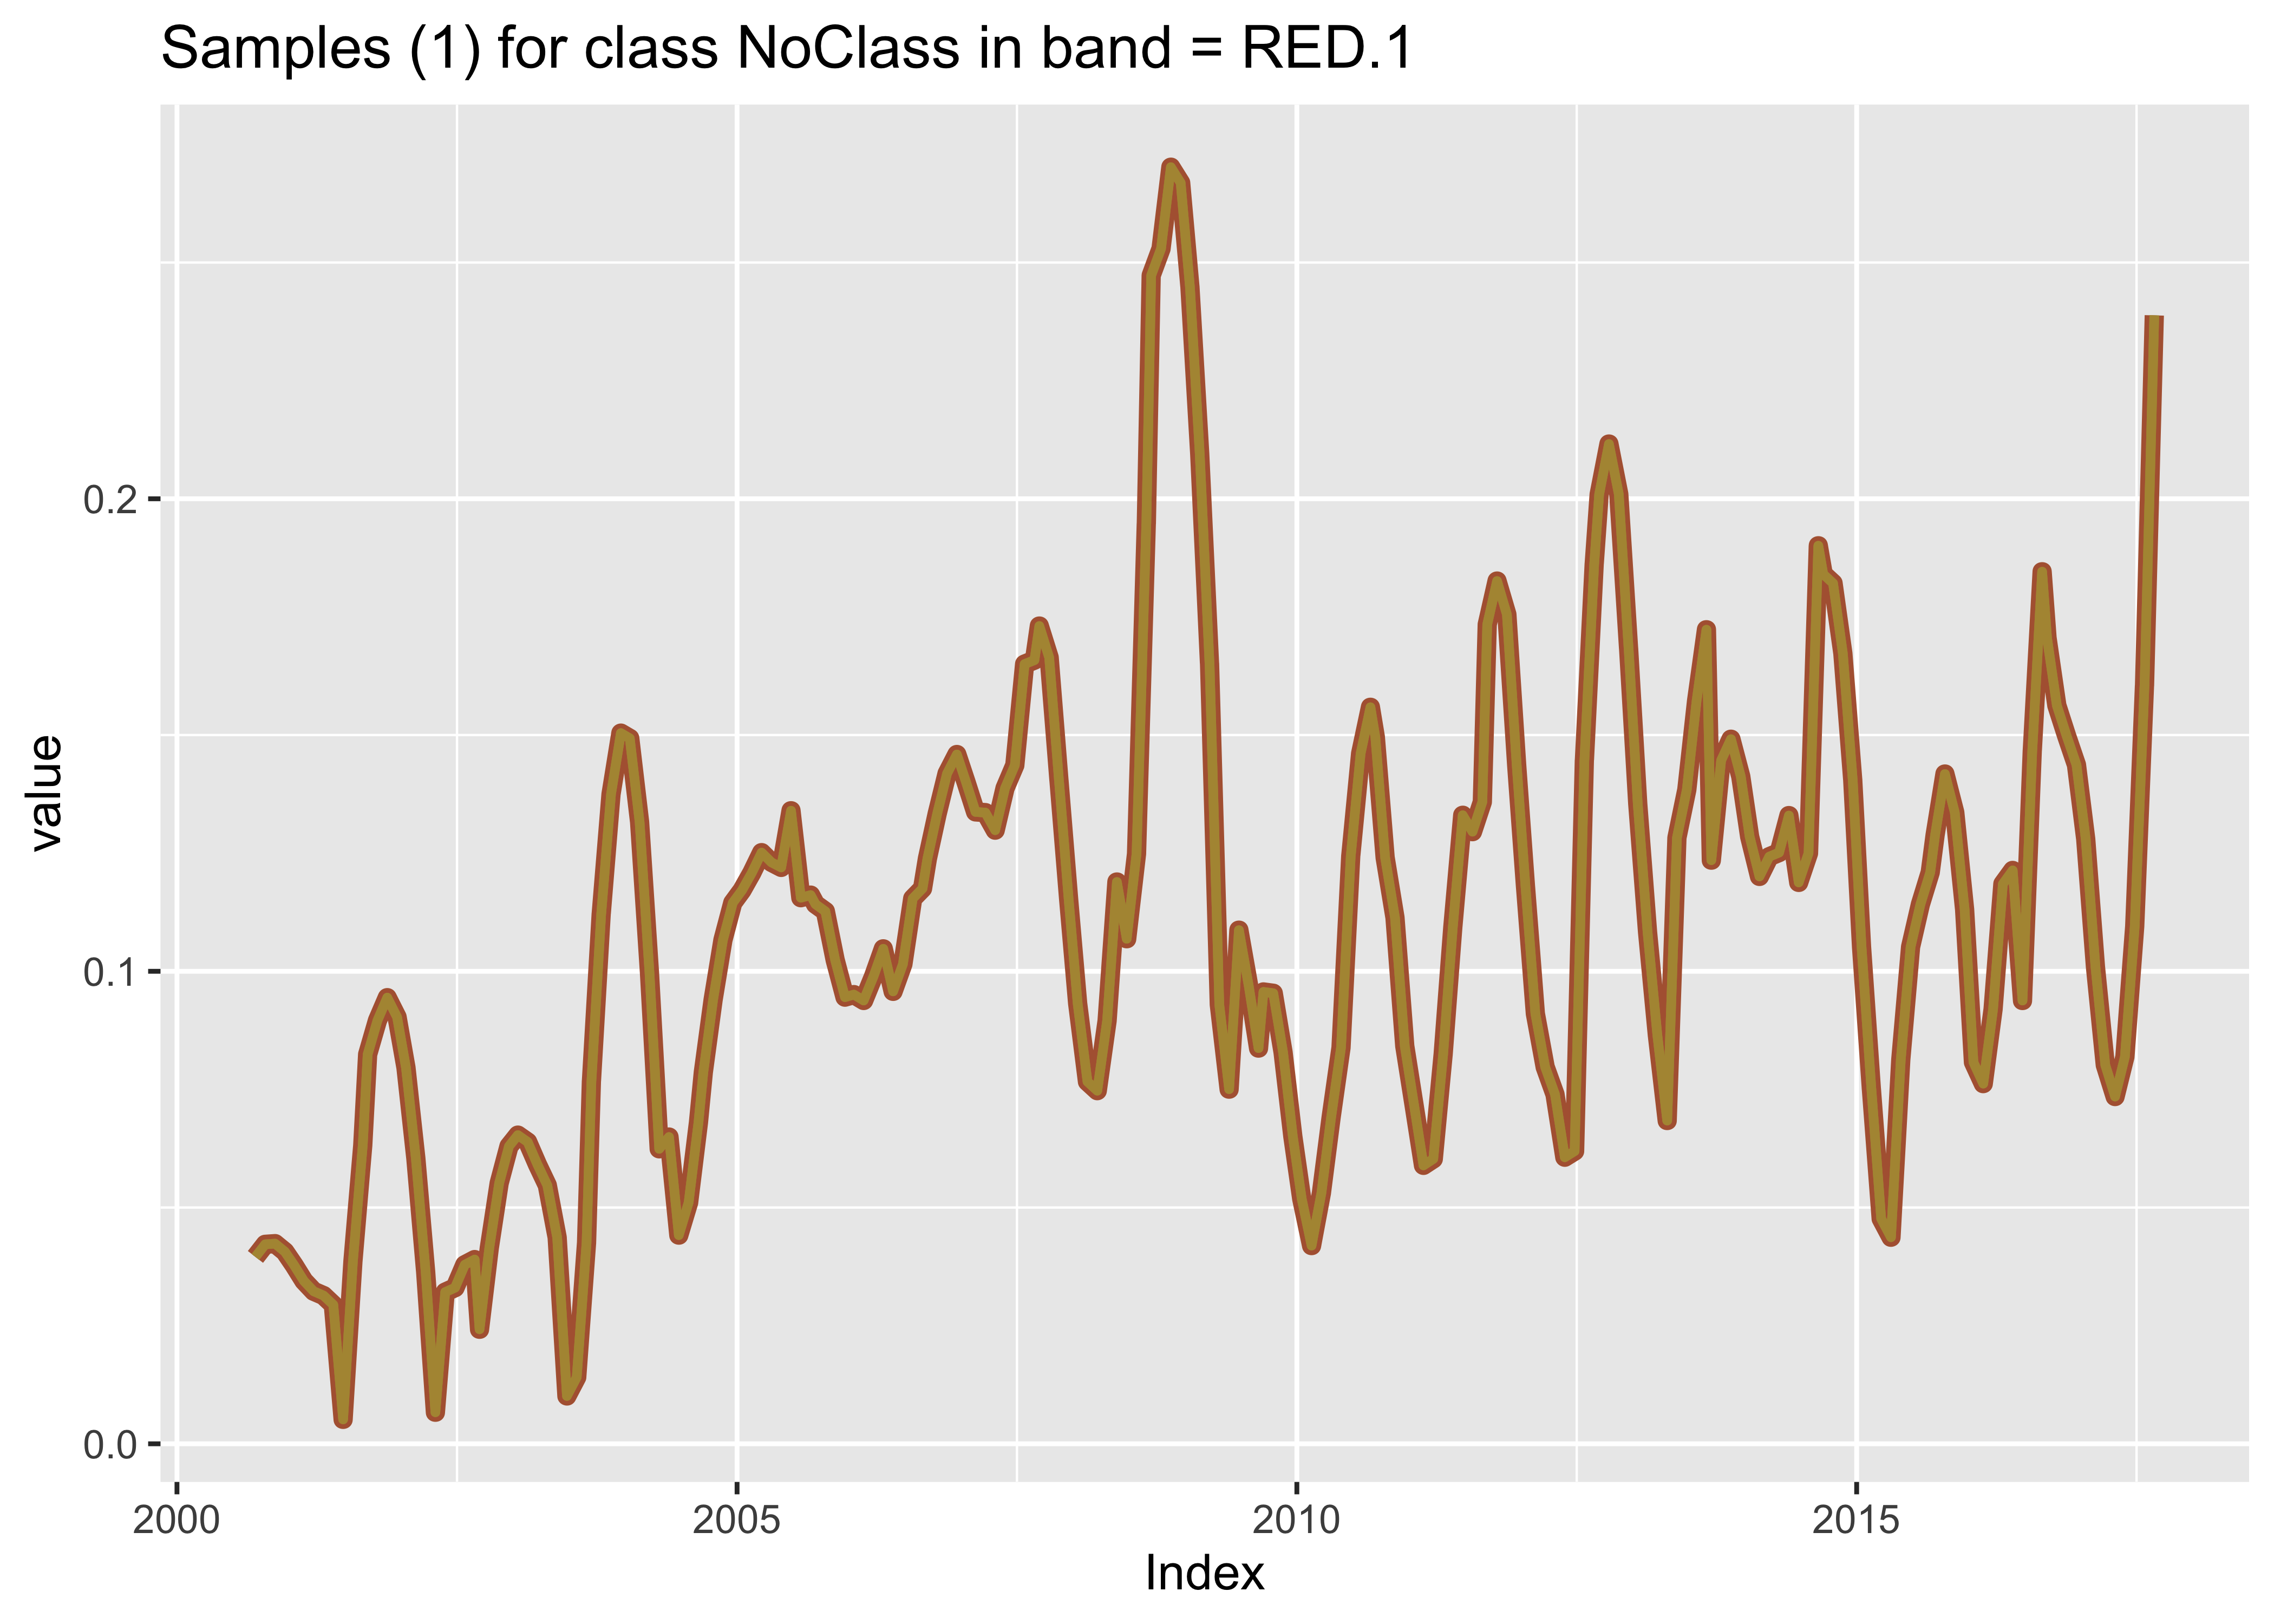 Samples (1) for class NoClass in band = RED.1
value
0.2
0.1
0.0
2000 2005 2010 2015
Index